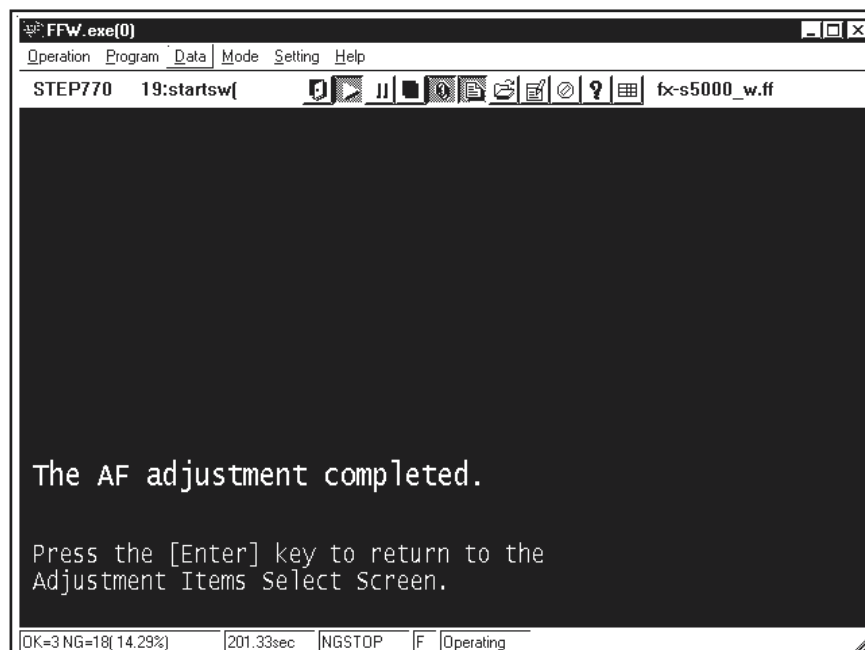 FFW.exe(0)
Operation Program Data Mode Setting Help
STEP770 19:startsw( fx-s5000_w.ff
The AF adjustment completed.
Press the [Enter] key to return to the
Adjustment Items Select Screen.
OK=3 NG=18( 14.29%) 201.33sec NGSTOP F Operating